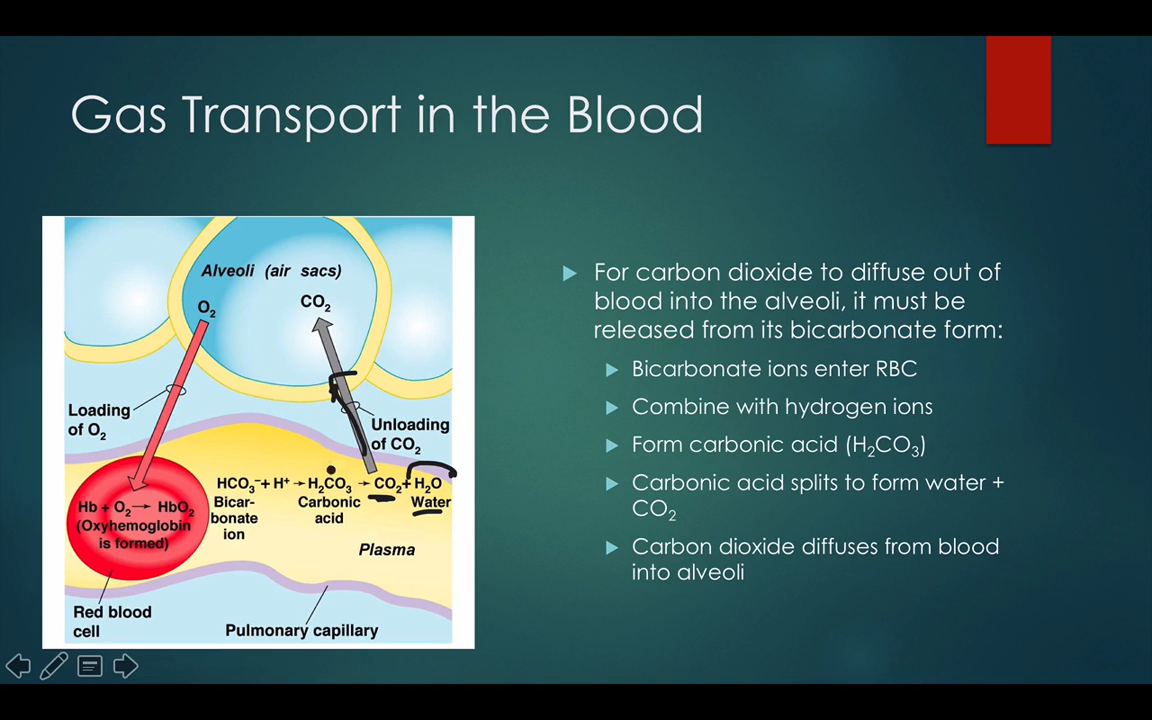 Gas Transport in the Blood
Alveoli (air sacs)
O₂
CO₂
Loading
of O₂
Unloading
of CO₂
HCO₃⁻ + H⁺ → H₂CO₃ → CO₂ + H₂O
Bicar-
bonate
ion
Carbonic
acid
Water
Hb + O₂ → HbO₂
(Oxyhemoglobin
is formed)
Plasma
Red blood
cell
Pulmonary capillary
For carbon dioxide to diffuse out of
blood into the alveoli, it must be
released from its bicarbonate form:
Bicarbonate ions enter RBC
Combine with hydrogen ions
Form carbonic acid (H₂CO₃)
Carbonic acid splits to form water +
CO₂
Carbon dioxide diffuses from blood
into alveoli